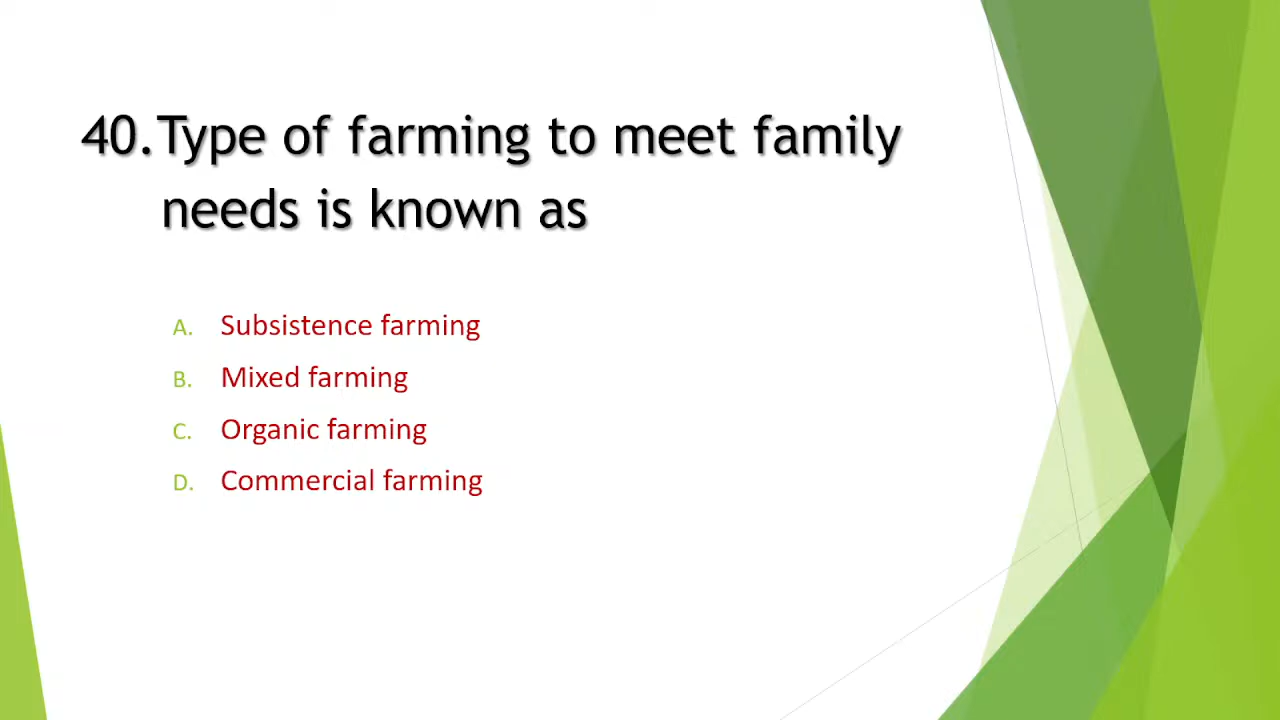 40.Type of farming to meet family
needs is known as
A. Subsistence farming
B. Mixed farming
C. Organic farming
D. Commercial farming